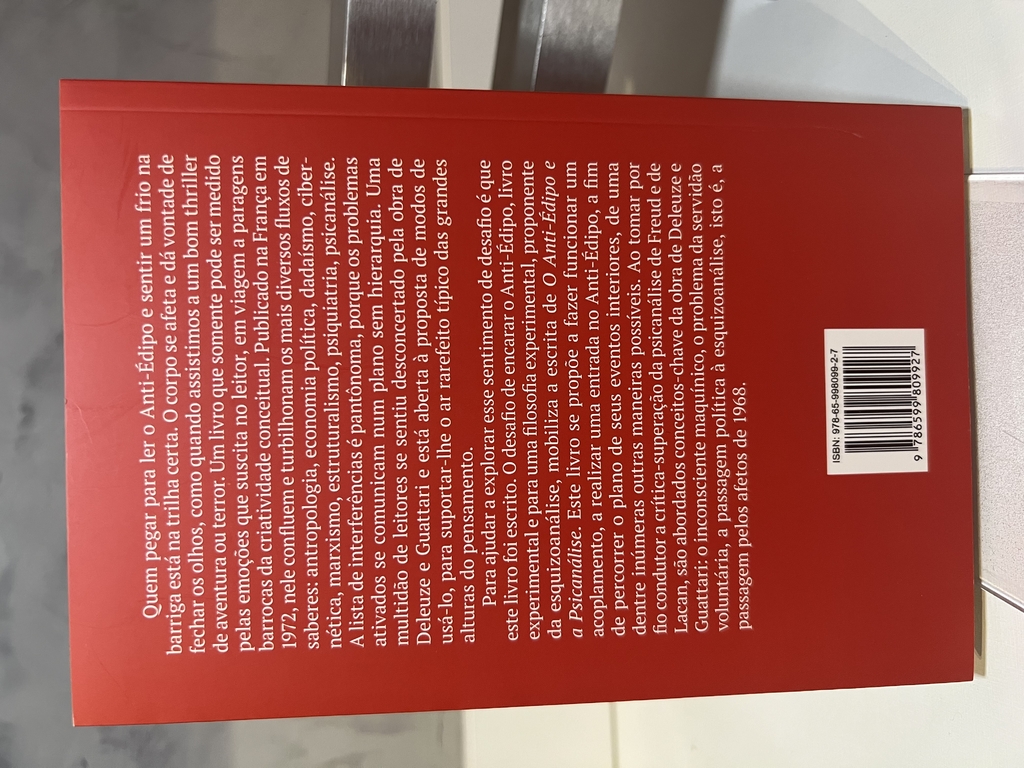 Quem pegar para ler o Anti-Édipo e sentir um frio na
barriga está na trilha certa. O corpo se afeta e dá vontade de
fechar os olhos, como quando assistimos a um bom thriller
de aventura ou terror. Um livro que somente pode ser medido
pelas emoções que suscita no leitor, em viagem a paragens
barrocas da criatividade conceitual. Publicado na França em
1972, nele confluem e turbilhonam os mais diversos fluxos de
saberes: antropologia, economia política, dadaísmo, ciber-
nética, marxismo, estruturalismo, psiquiatria, psicanálise.
A lista de interferências é pantônoma, porque os problemas
ativados se comunicam num plano sem hierarquia. Uma
multidão de leitores se sentiu desconcertado pela obra de
Deleuze e Guattari e está aberta à proposta de nodos de
usá-lo, para suportar-lhe o ar rarefeito típico das grandes
alturas do pensamento.
Para ajudar a explorar esse sentimento de desafio é que
este livro foi escrito. O desafio de encarar o Anti-Édipo, livro
experimental e para uma filosofia experimental, proponente
da esquizoanálise, mobiliza a escrita de O Anti-Édipo e
a Psicanálise. Este livro se propõe a fazer funcionar um
acoplamento, a realizar uma entrada no Anti-Édipo, a fim
de percorrer o plano de seus eventos interiores, de uma
dentre inúmeras outras maneiras possíveis. Ao tomar por
fio condutor a crítica-superação da psicanálise de Freud e de
Lacan, são abordados conceitos-chave da obra de Deleuze e
Guattari: o inconsciente maquínico, o problema da servidão
voluntária, a passagem política à esquizoanálise, isto é, a
passagem pelos afetos de 1968.
ISBN: 978-65-998099-2-7
9 786599 809927